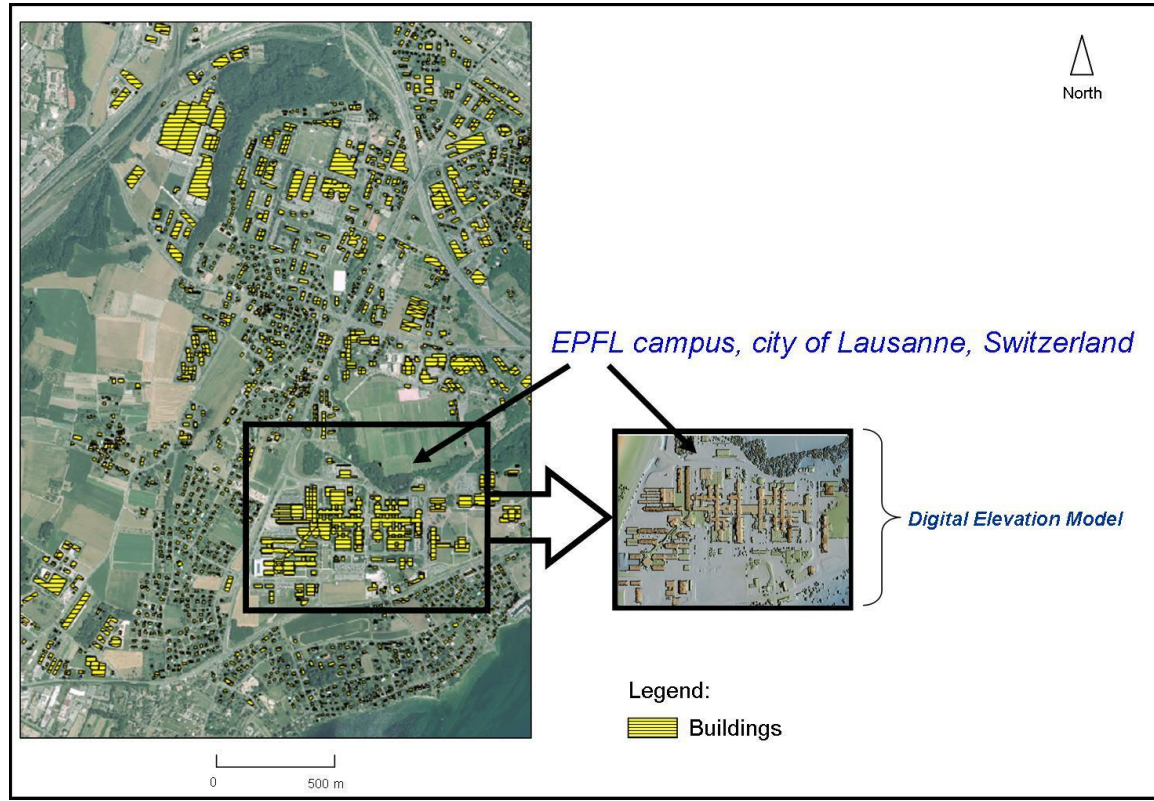 North
EPFL campus, city of Lausanne, Switzerland
Digital Elevation Model
Legend:
Buildings
0 500 m